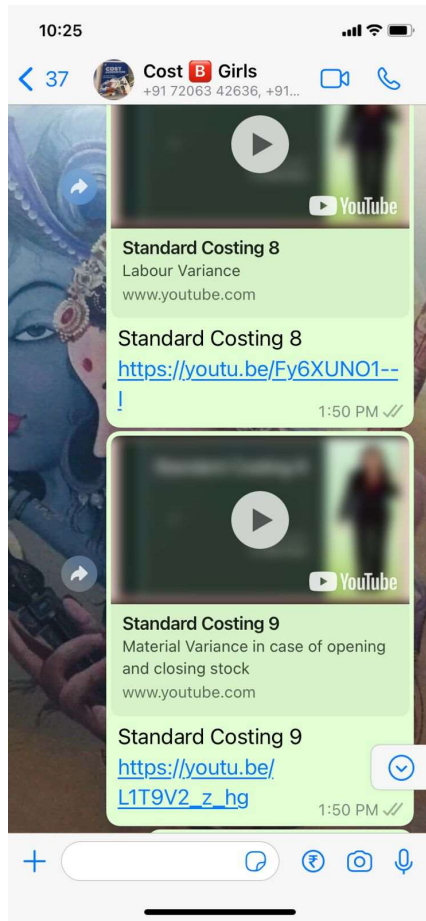 10:25
37
Cost B Girls
+91 72063 42636, +91...
YouTube
Standard Costing 8
Labour Variance
www.youtube.com
Standard Costing 8
https://youtu.be/Fy6XUNO1--
I
1:50 PM
YouTube
Standard Costing 9
Material Variance in case of opening
and closing stock
www.youtube.com
Standard Costing 9
https://youtu.be/
L1T9V2_z_hg
1:50 PM
₹